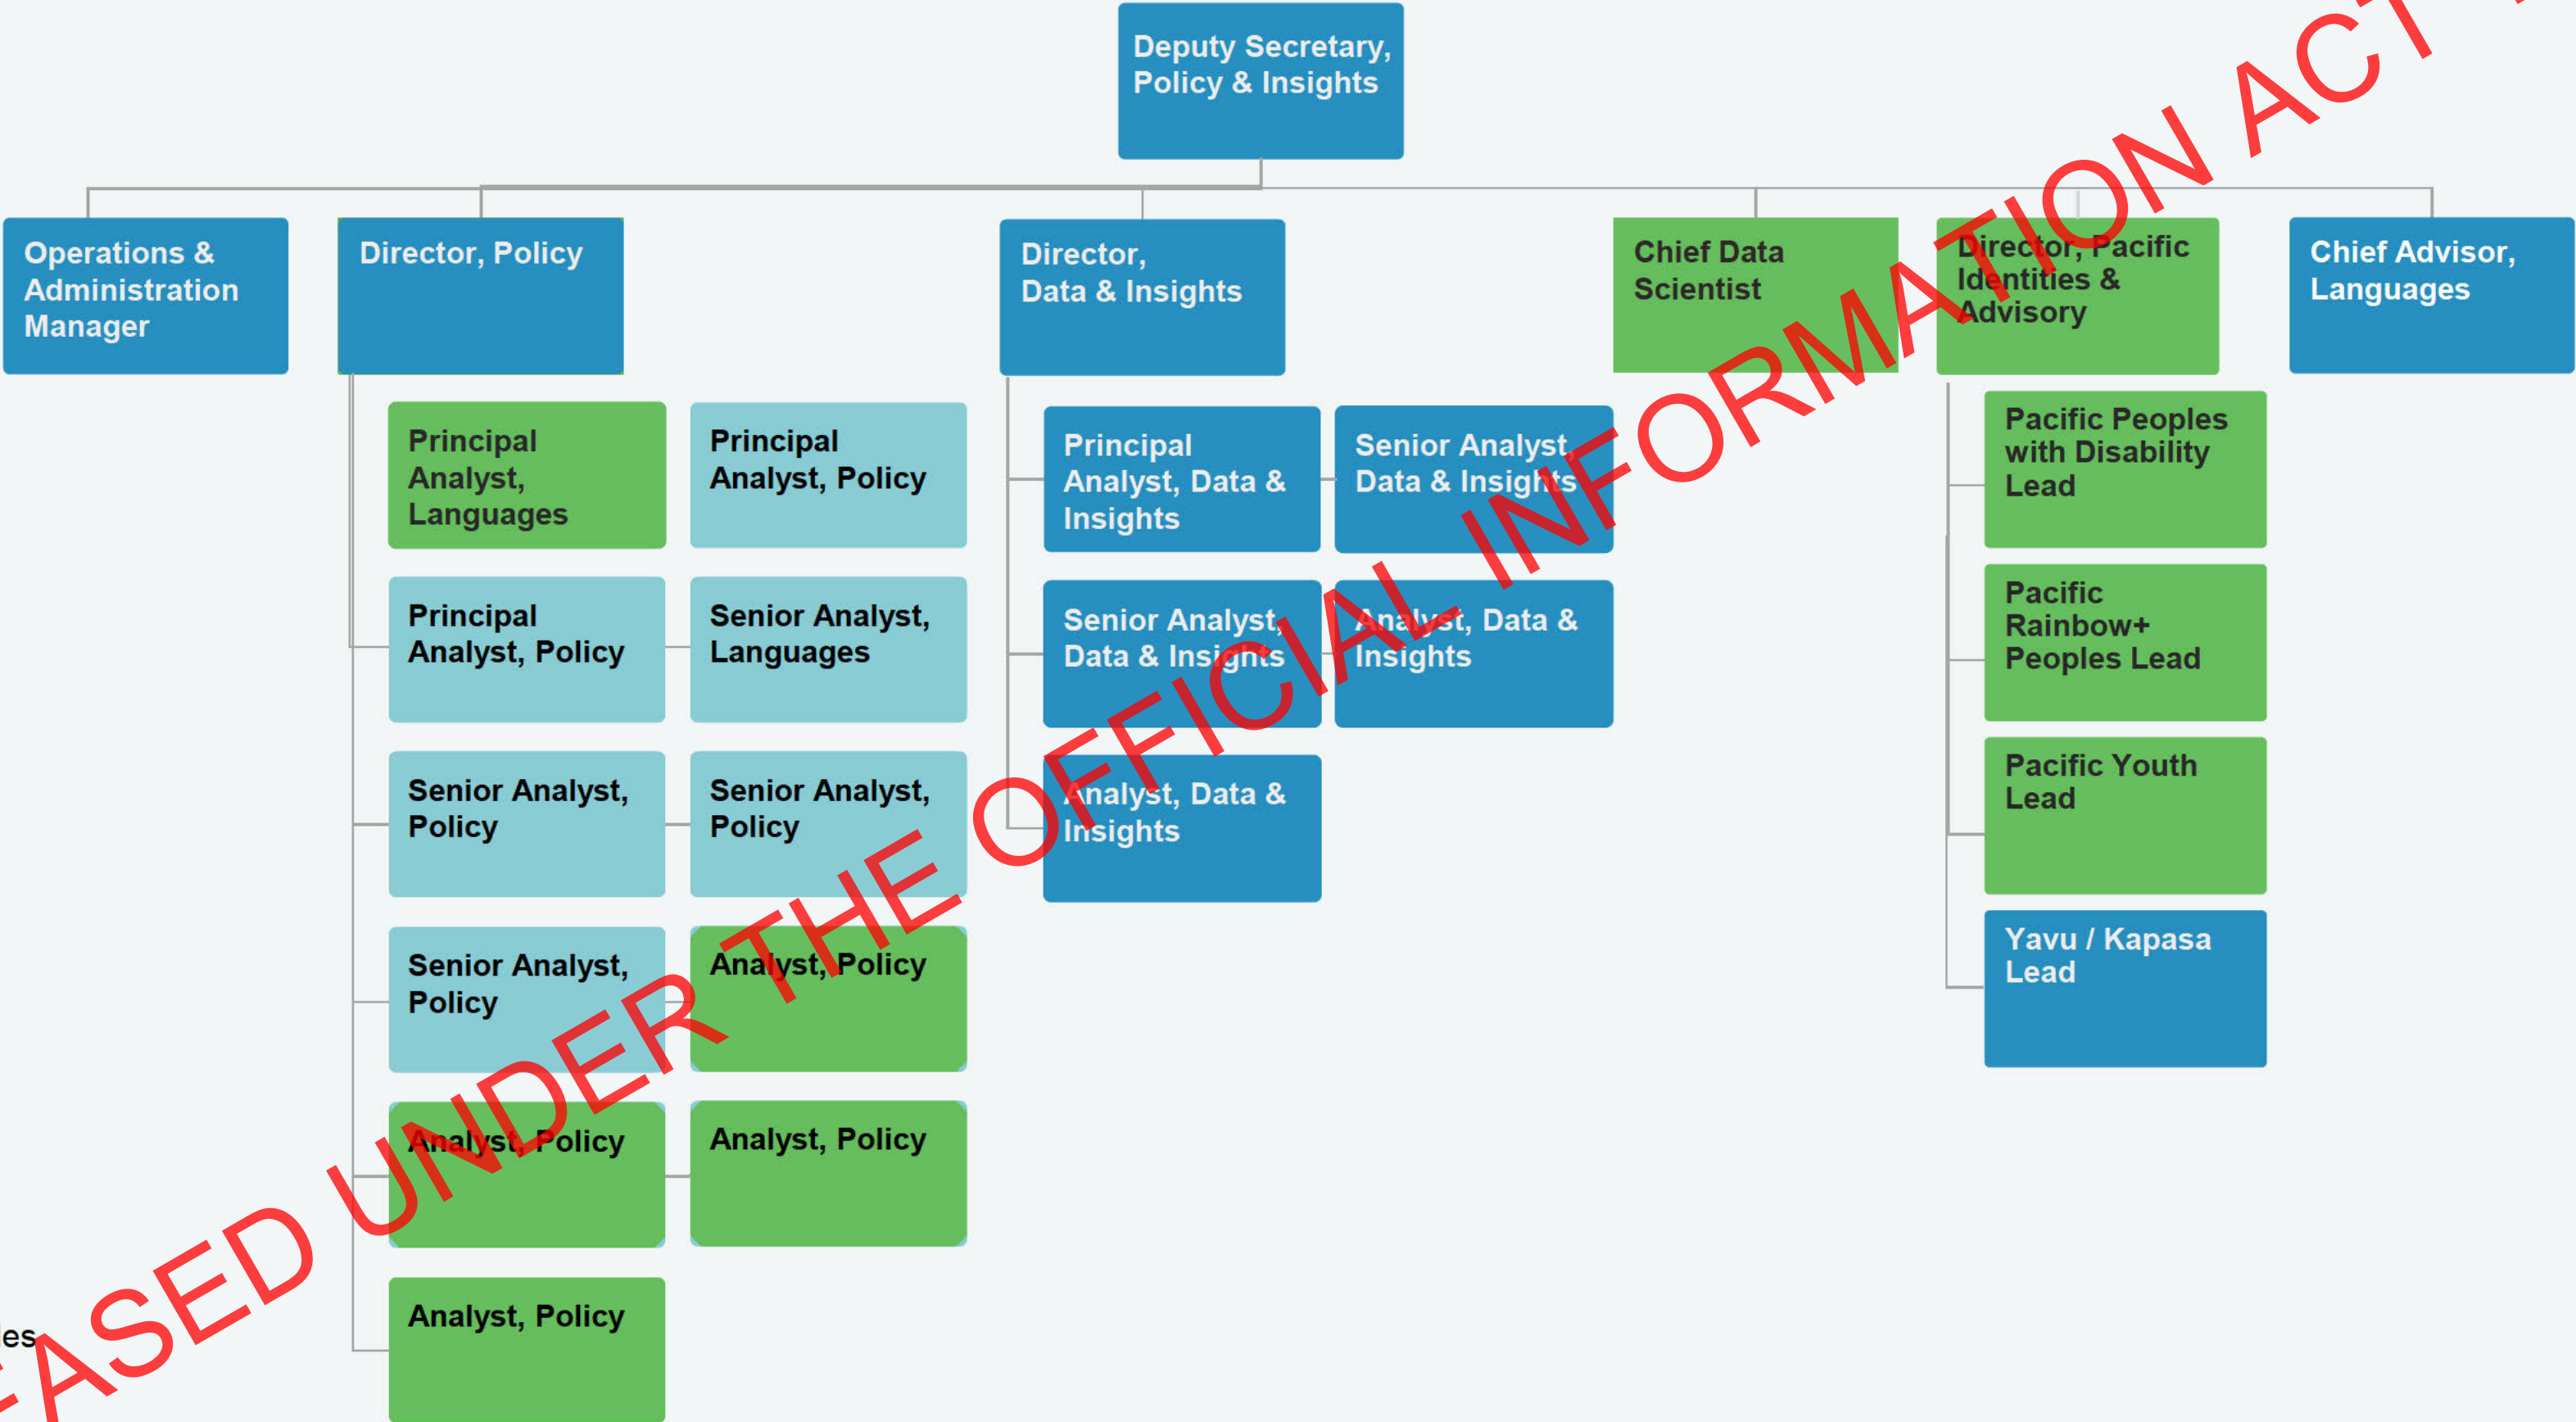 Deputy Secretary,
Policy & Insights
Operations &
Administration
Manager
Director, Policy
Director,
Data & Insights
Chief Data
Scientist
Director, Pacific
Identities &
Advisory
Chief Advisor,
Languages
Principal
Analyst,
Languages
Principal
Analyst, Policy
Principal
Analyst, Policy
Senior Analyst,
Languages
Senior Analyst,
Policy
Senior Analyst,
Policy
Senior Analyst,
Policy
Analyst, Policy
Analyst, Policy
Analyst, Policy
Analyst, Policy
Principal
Analyst, Data &
Insights
Senior Analyst,
Data & Insights
Senior Analyst,
Data & Insights
Analyst, Data &
Insights
Analyst, Data &
Insights
Pacific Peoples
with Disability
Lead
Pacific
Rainbow+
Peoples Lead
Pacific Youth
Lead
Yavu / Kapasa
Lead
les
EASED UNDER THE OFFICIAL INFORMATION ACT